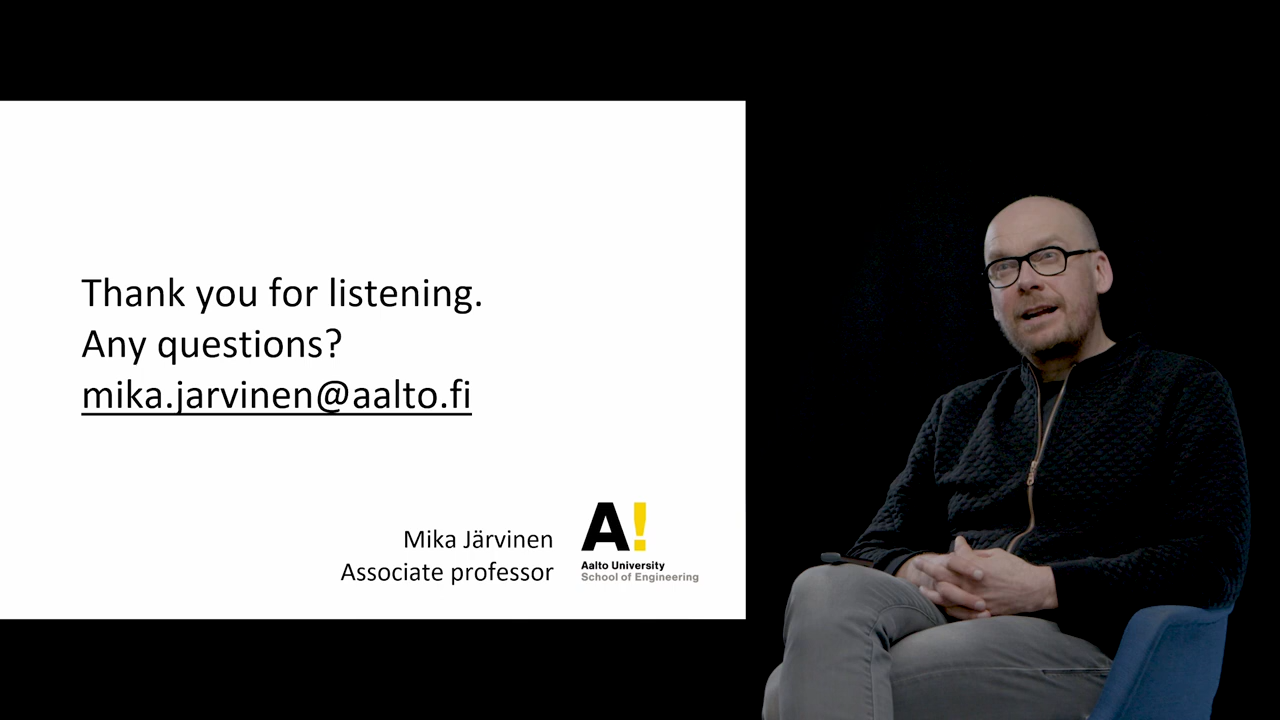 Thank you for listening.
Any questions?
mika.jarvinen@aalto.fi
Mika Järvinen
Associate professor
A!
Aalto University
School of Engineering